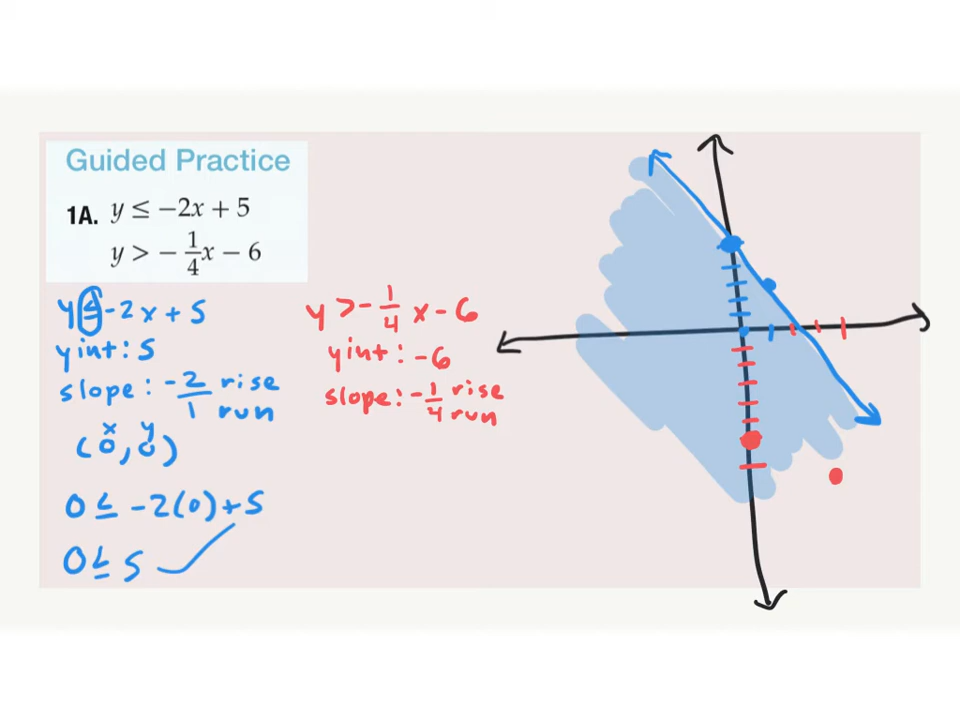 Guided Practice
1A. y ≤ −2x + 5
y > −1/4x − 6
y ≤ -2x + 5
y int: 5
slope: -2/1 rise run
(0, 0) x y
0 ≤ -2(0) + 5
0 ≤ 5 ✓
y > -1/4 x - 6
y int: -6
slope: -1/4 rise run